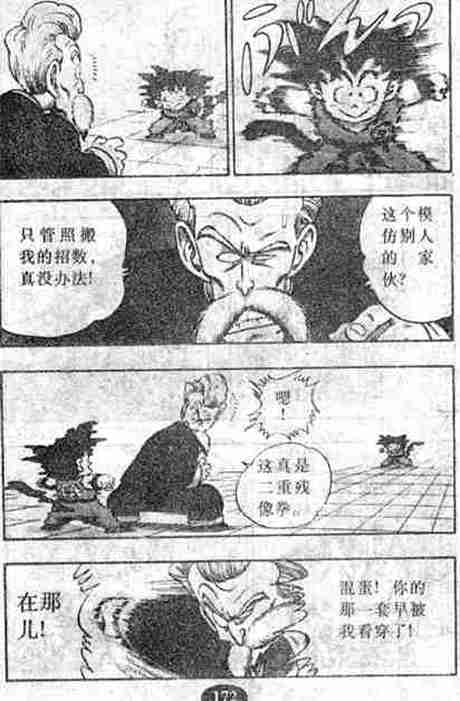 这个模
仿别人
的 家
伙?
只管照搬
我的招数,
真没办法!
嗯!
这真是
二重残
像拳。
混蛋! 你的
那一套早被
我看穿了!
在那
儿!